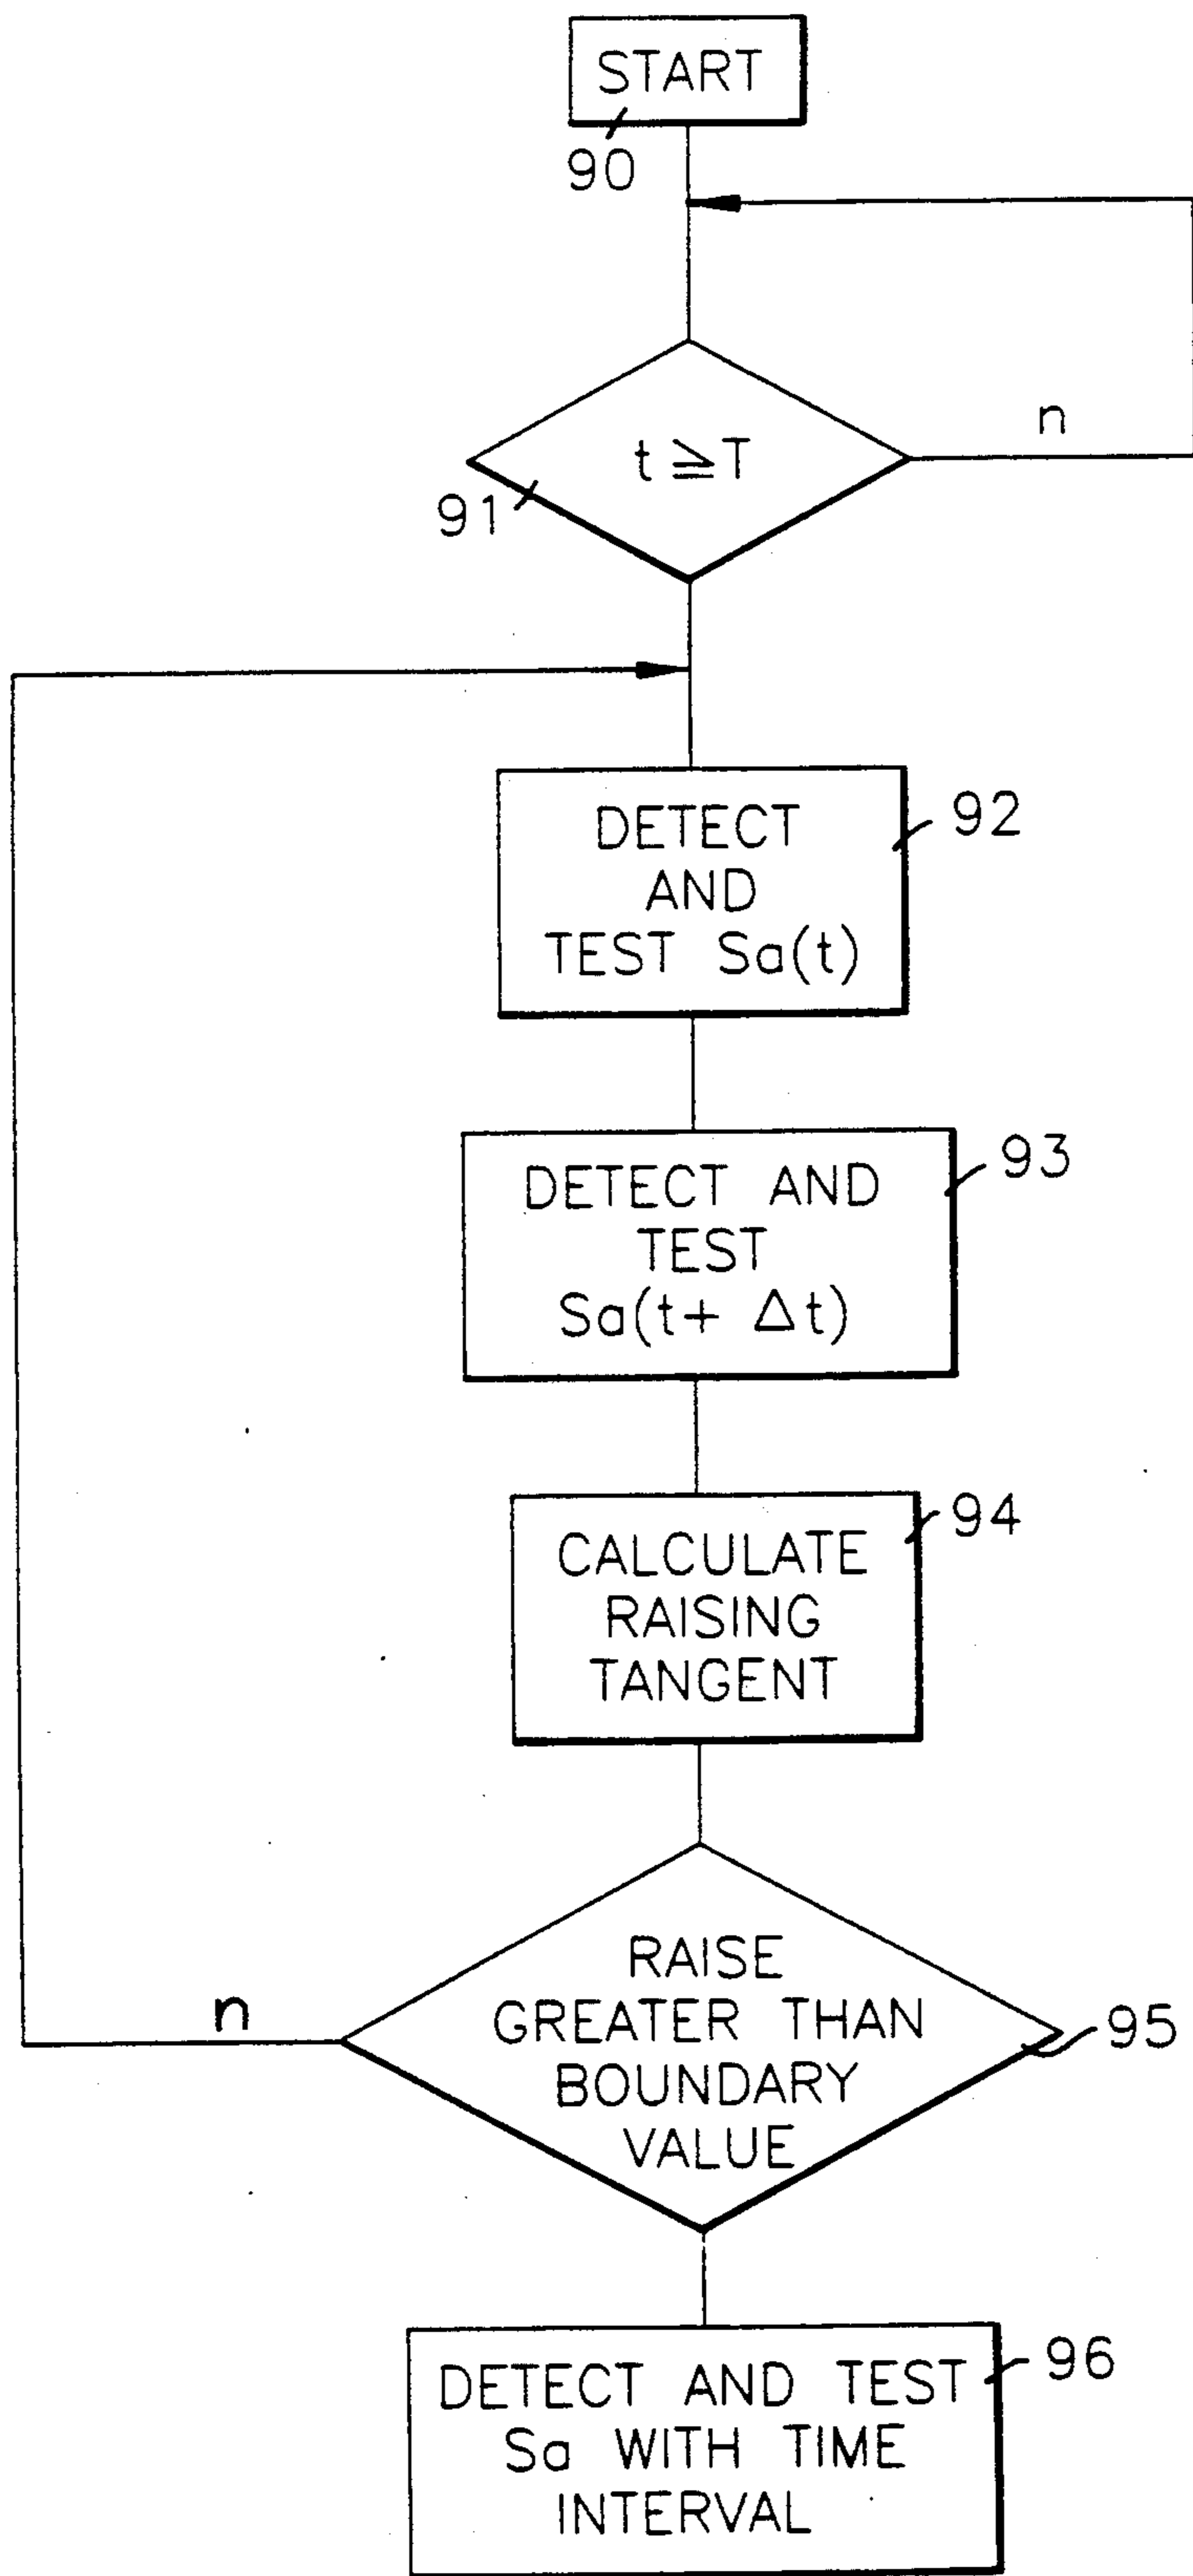 START
90
t ≧ T
n
91
DETECT
AND
TEST Sa(t)
92
DETECT AND
TEST
Sa(t+ Δt)
93
CALCULATE
RAISING
TANGENT
94
RAISE
GREATER THAN
BOUNDARY
VALUE
n
95
DETECT AND TEST
Sa WITH TIME
INTERVAL
96